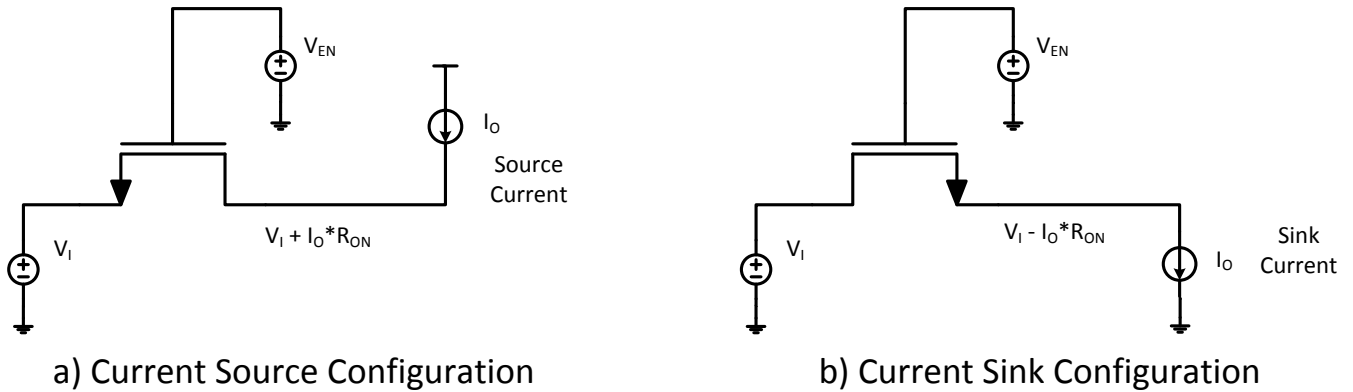 V_EN
I_O
Source
Current
V_I
V_I + I_O*R_ON
a) Current Source Configuration
V_EN
V_I
V_I - I_O*R_ON
I_O
Sink
Current
b) Current Sink Configuration